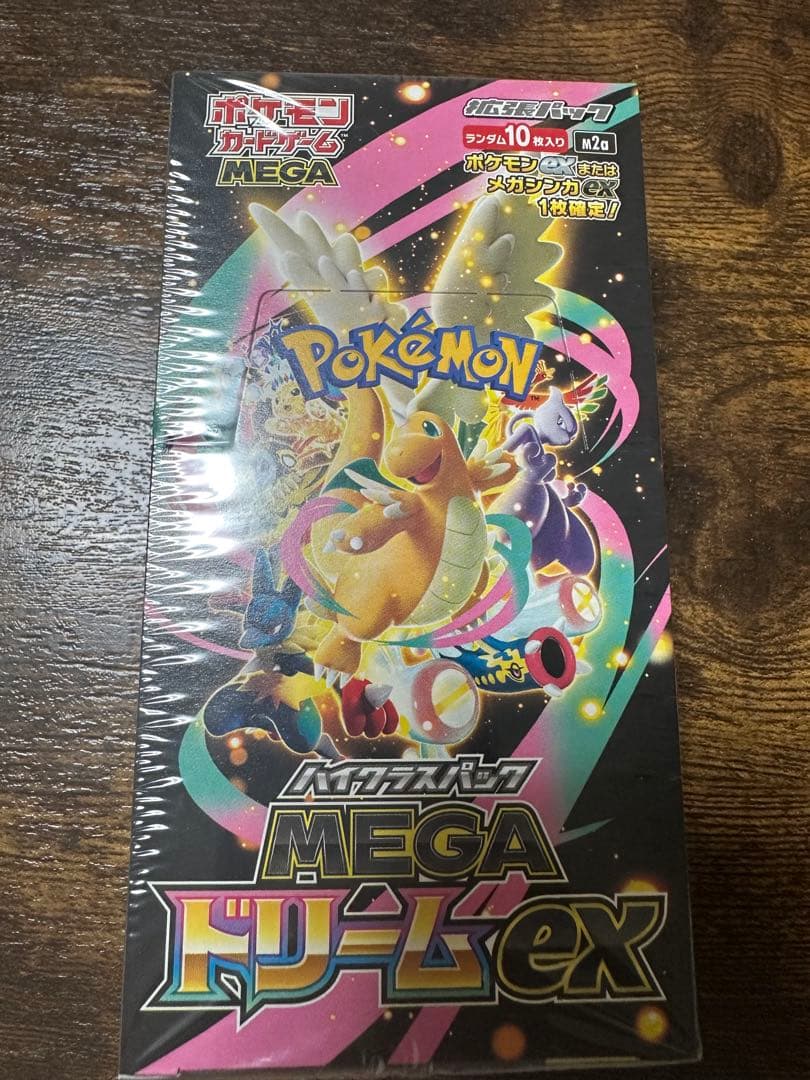 ポケモン
カードゲーム™
MEGA
拡張パック
ランダム10枚入り
M2a
ポケモンexまたは
メガシンカex
1枚確定!
POKéMON™
ハイクラスパック
MEGA
ドリームex